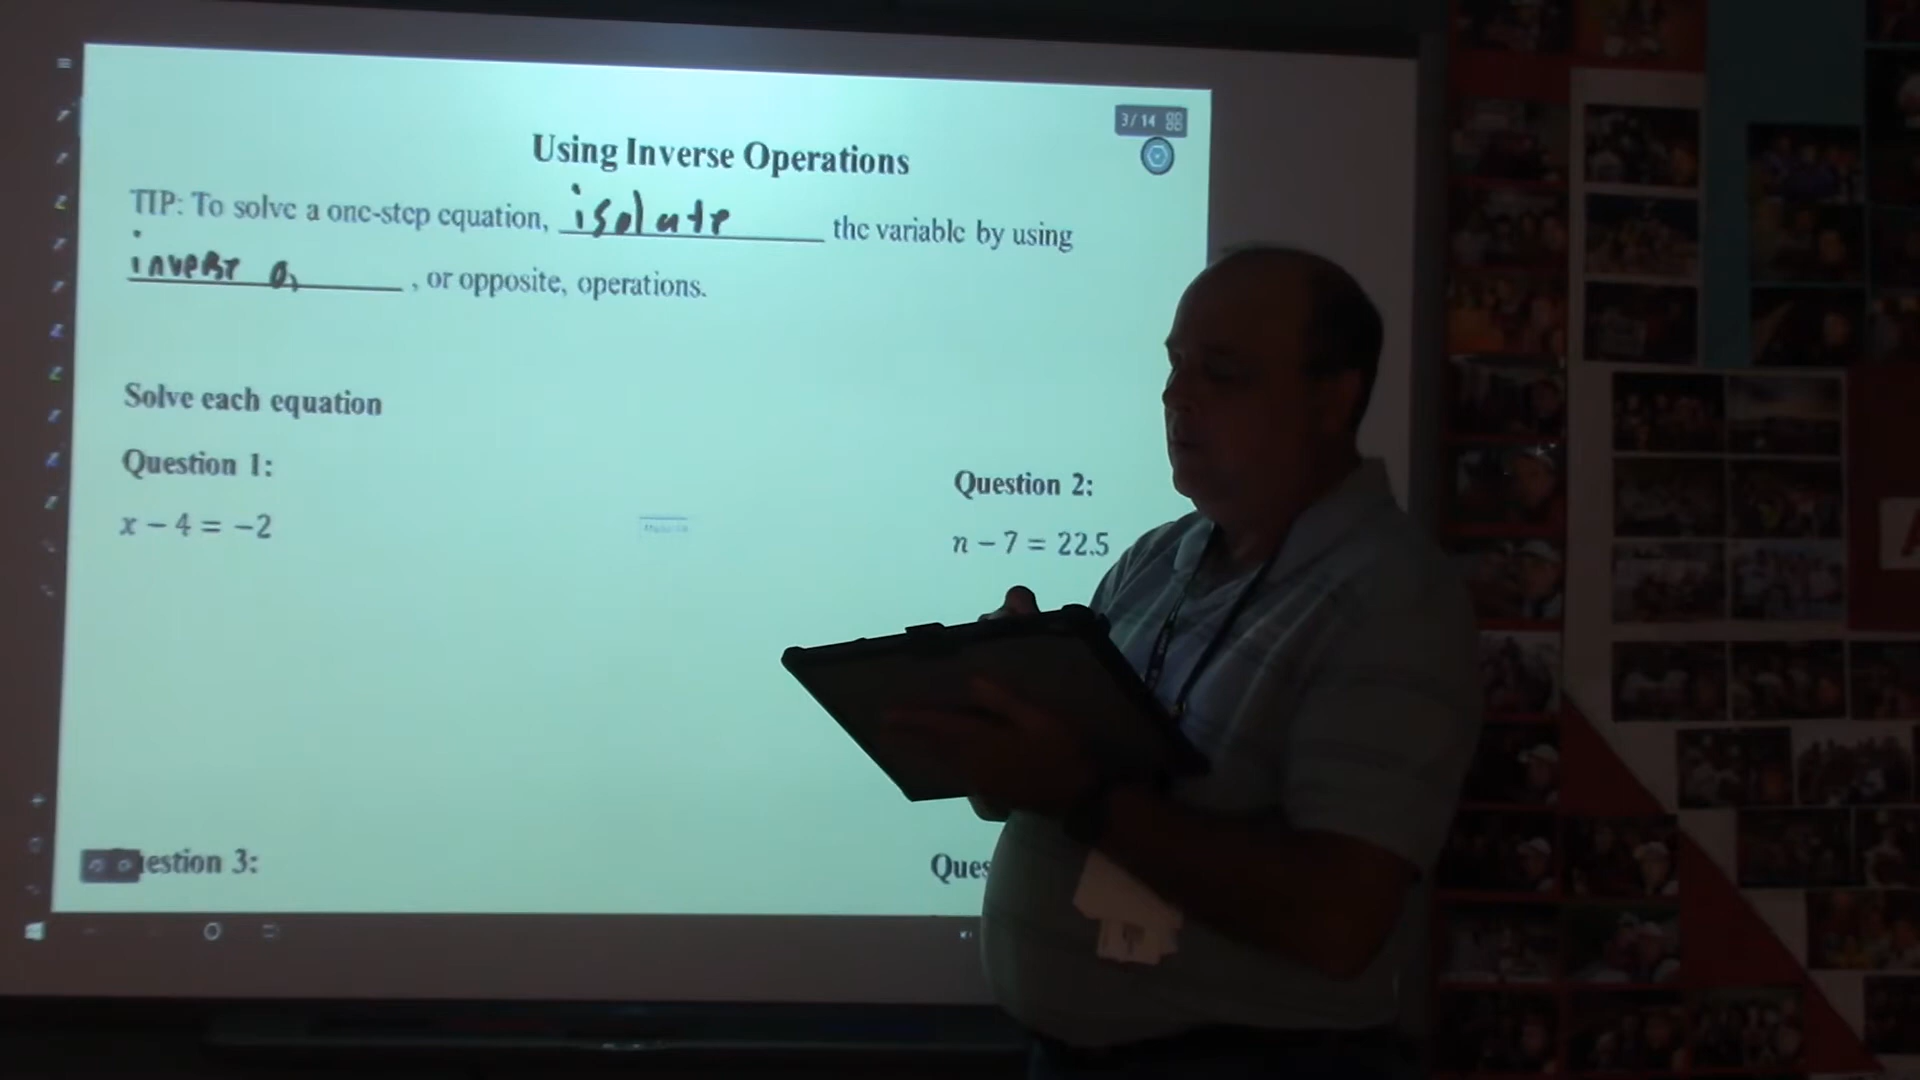 3/14
Using Inverse Operations
TIP: To solve a one-step equation, isolate the variable by using
inverse o , or opposite, operations.
Solve each equation
Question 1:
Question 2:
x − 4 = −2
n − 7 = 22.5
estion 3:
Ques